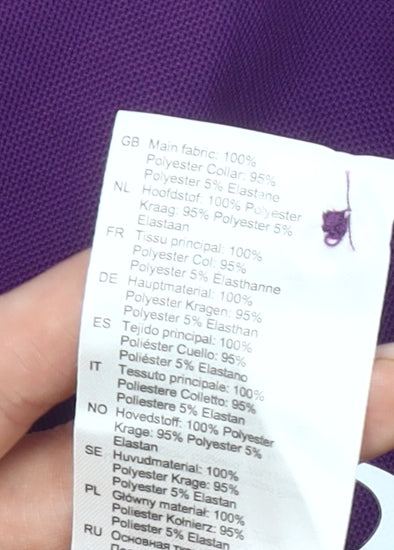 GB Main fabric: 100%
Polyester Collar: 95%
Polyester 5% Elastane
NL Hoofdstof: 100% Polyester
Kraag: 95% Polyester 5%
Elastaan
FR Tissu principal: 100%
Polyester Col: 95%
Polyester 5% Elasthanne
DE Hauptmaterial: 100%
Polyester Kragen: 95%
Polyester 5% Elasthan
ES Tejido principal: 100%
Poliéster Cuello: 95%
Poliéster 5% Elastano
IT Tessuto principale: 100%
Poliestere Colletto: 95%
Poliestere 5% Elastan
NO Hovedstoff: 100% Polyester
Krage: 95% Polyester 5%
Elastan
SE Huvudmaterial: 100%
Polyester Krage: 95%
Polyester 5% Elastan
PL Główny materiał: 100%
Poliester Kołnierz: 95%
Poliester 5% Elastan
RU Основная